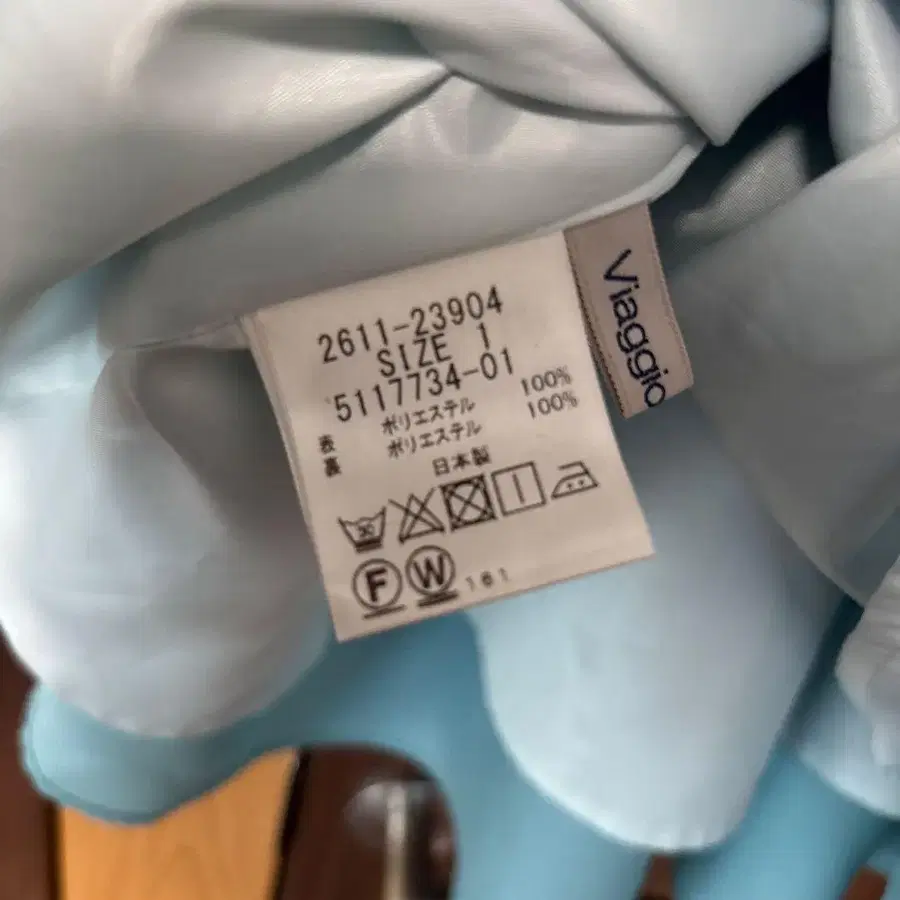 2611-23904
SIZE 1
5117734-01
表 ポリエステル 100%
裏 ポリエステル 100%
日本製
F W 161
Viaggio